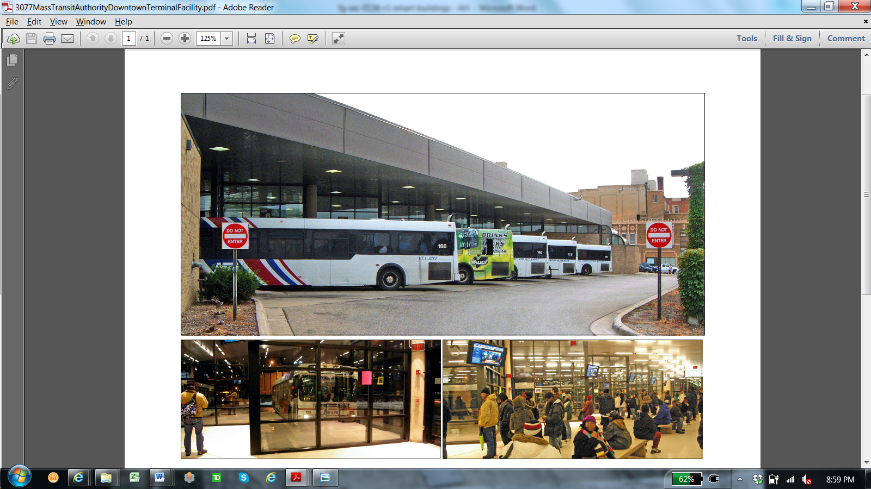 3077MassTransitAuthorityDowntownTerminalFacility.pdf - Adobe Reader
File Edit View Window Help
1 / 1
125%
Tools Fill & Sign Comment
DO NOT
ENTER
DO NOT
ENTER
166
62%
8:59 PM